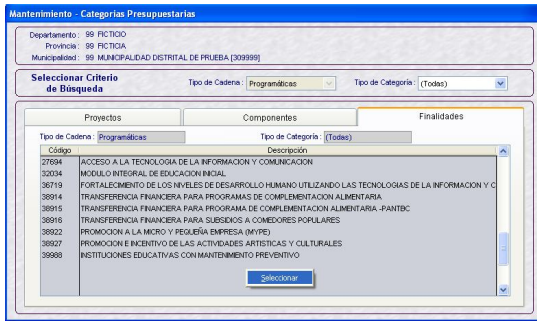 Mantenimiento - Categorias Presupuestarias
Departamento : 99 FICTICIO
Provincia : 99 FICTICIA
Municipalidad : 99 MUNICIPALIDAD DISTRITAL DE PRUEBA [309999]
Seleccionar Criterio de Búsqueda
Tipo de Cadena : Programáticas Tipo de Categoría : (Todas)
Proyectos Componentes Finalidades
Tipo de Cadena : Programáticas Tipo de Categoría : (Todas)
Código Descripción
27694 ACCESO A LA TECNOLOGIA DE LA INFORMACION Y COMUNICACION
32034 MODULO INTEGRAL DE EDUCACION INICIAL
36719 FORTALECIMIENTO DE LOS NIVELES DE DESARROLLO HUMANO UTILIZANDO LAS TECNOLOGIAS DE LA INFORMACION Y C
38914 TRANSFERENCIA FINANCIERA PARA PROGRAMAS DE COMPLEMENTACION ALIMENTARIA
38915 TRANSFERENCIA FINANCIERA PARA PROGRAMA DE COMPLEMENTACION ALIMENTARIA -PANTBC
38916 TRANSFERENCIA FINANCIERA PARA SUBSIDIOS A COMEDORES POPULARES
38922 PROMOCION A LA MICRO Y PEQUEÑA EMPRESA (MYPE)
38927 PROMOCION E INCENTIVO DE LAS ACTIVIDADES ARTISTICAS Y CULTURALES
39988 INSTITUCIONES EDUCATIVAS CON MANTENIMIENTO PREVENTIVO
Seleccionar